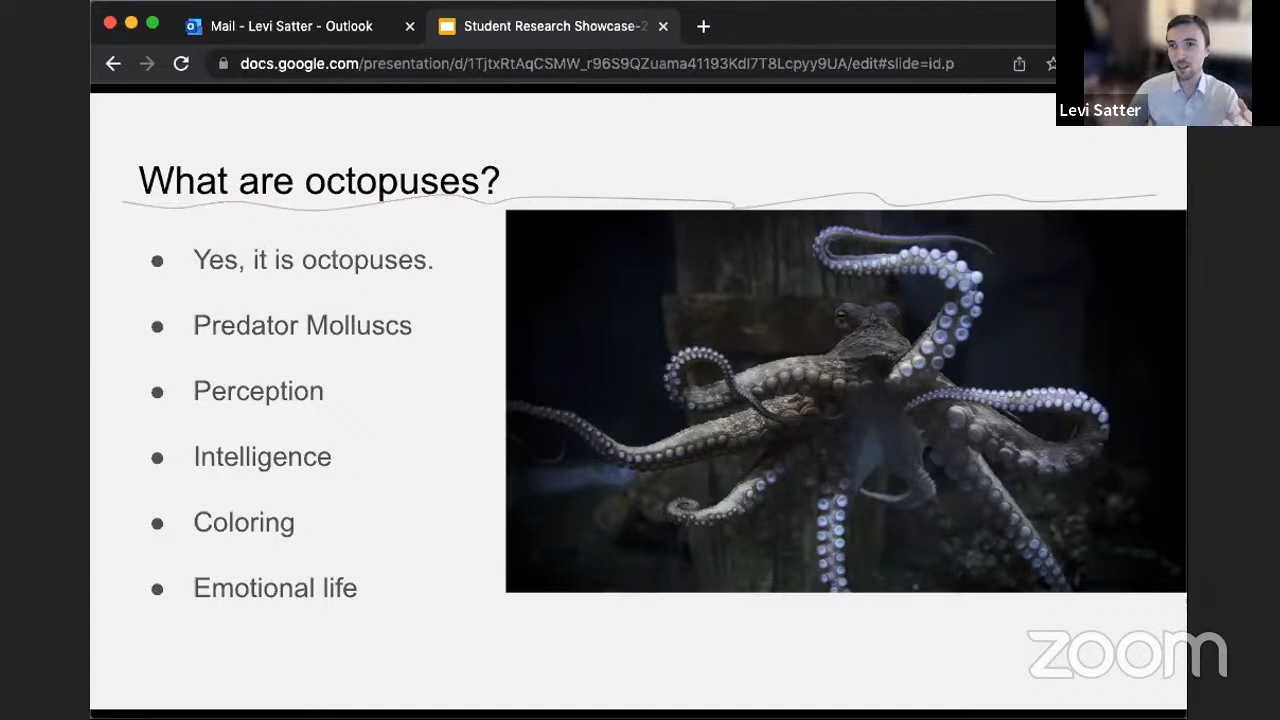 Mail - Levi Satter - Outlook
Student Research Showcase-2
docs.google.com/presentation/d/1TjtxRtAqCSMW_r96S9QZuama41193KdI7T8Lcpyy9UA/edit#slide=id.p
Levi Satter
What are octopuses?
Yes, it is octopuses.
Predator Molluscs
Perception
Intelligence
Coloring
Emotional life
zoom